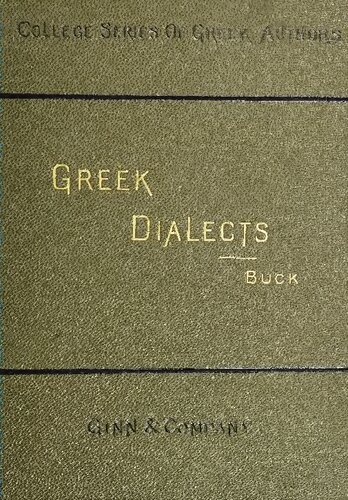 COLLEGE SERIES OF GREEK AUTHORS
GREEK
DIALECTS
BUCK
GINN & COMPANY